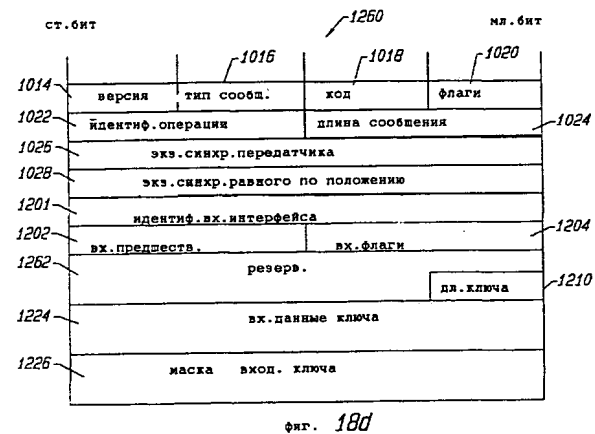 ст.бит 1260 мл.бит
1016 1018 1020
1014 версия тип сообщ. код флаги
1022 идентиф.операции длина сообщения 1024
1026 экз.синхр.передатчика
1028 экз.синхр.равного по положению
1201 идентиф.вх.интерфейса
1202 вх.предшеств. вх.флаги 1204
1262 резерв.
дл.ключа 1210
1224 вх.данные ключа
1226 маска вход. ключа
фиг. 18d